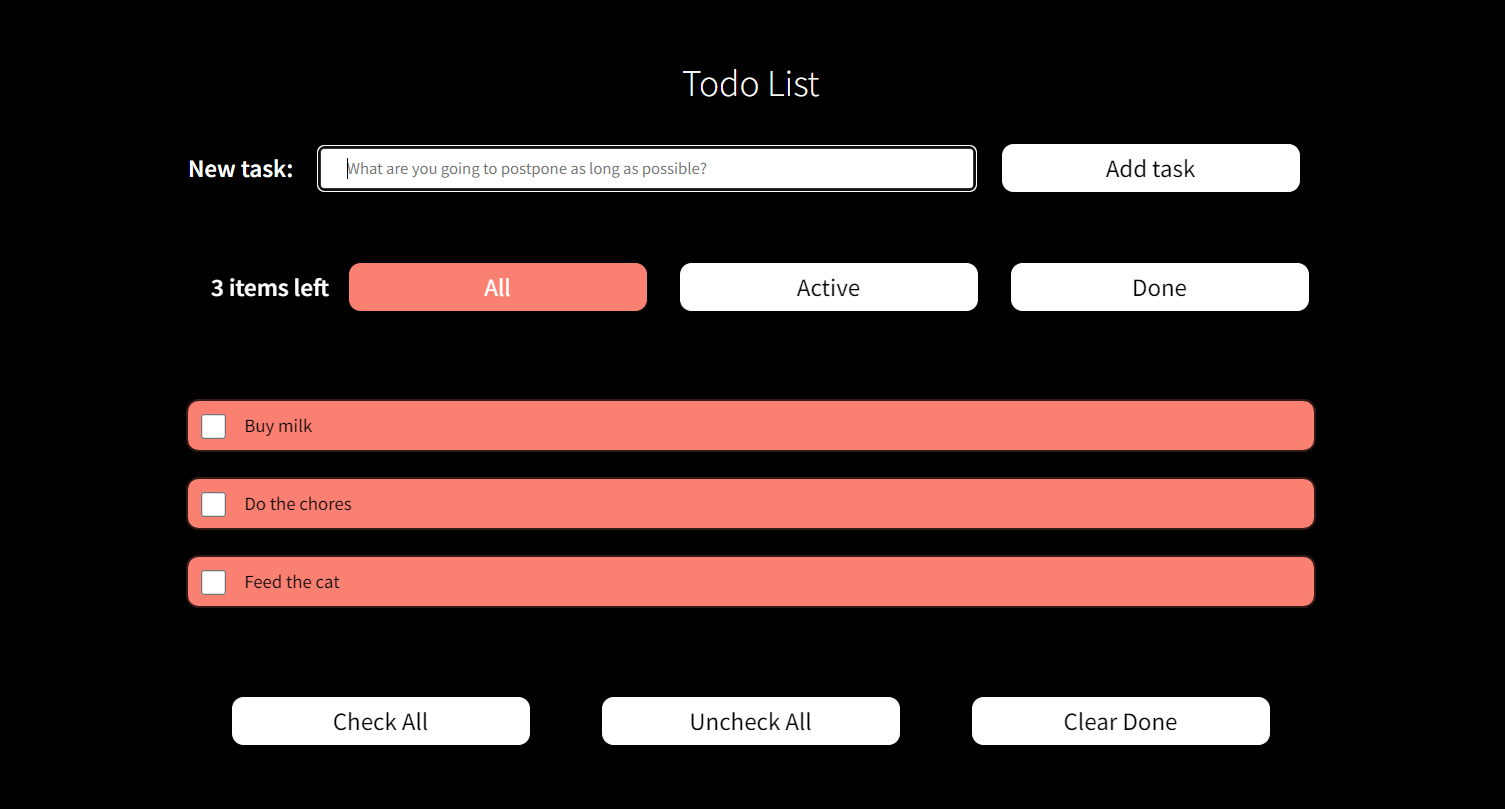 Todo List
New task: What are you going to postpone as long as possible? Add task
3 items left All Active Done
Buy milk
Do the chores
Feed the cat
Check All Uncheck All Clear Done